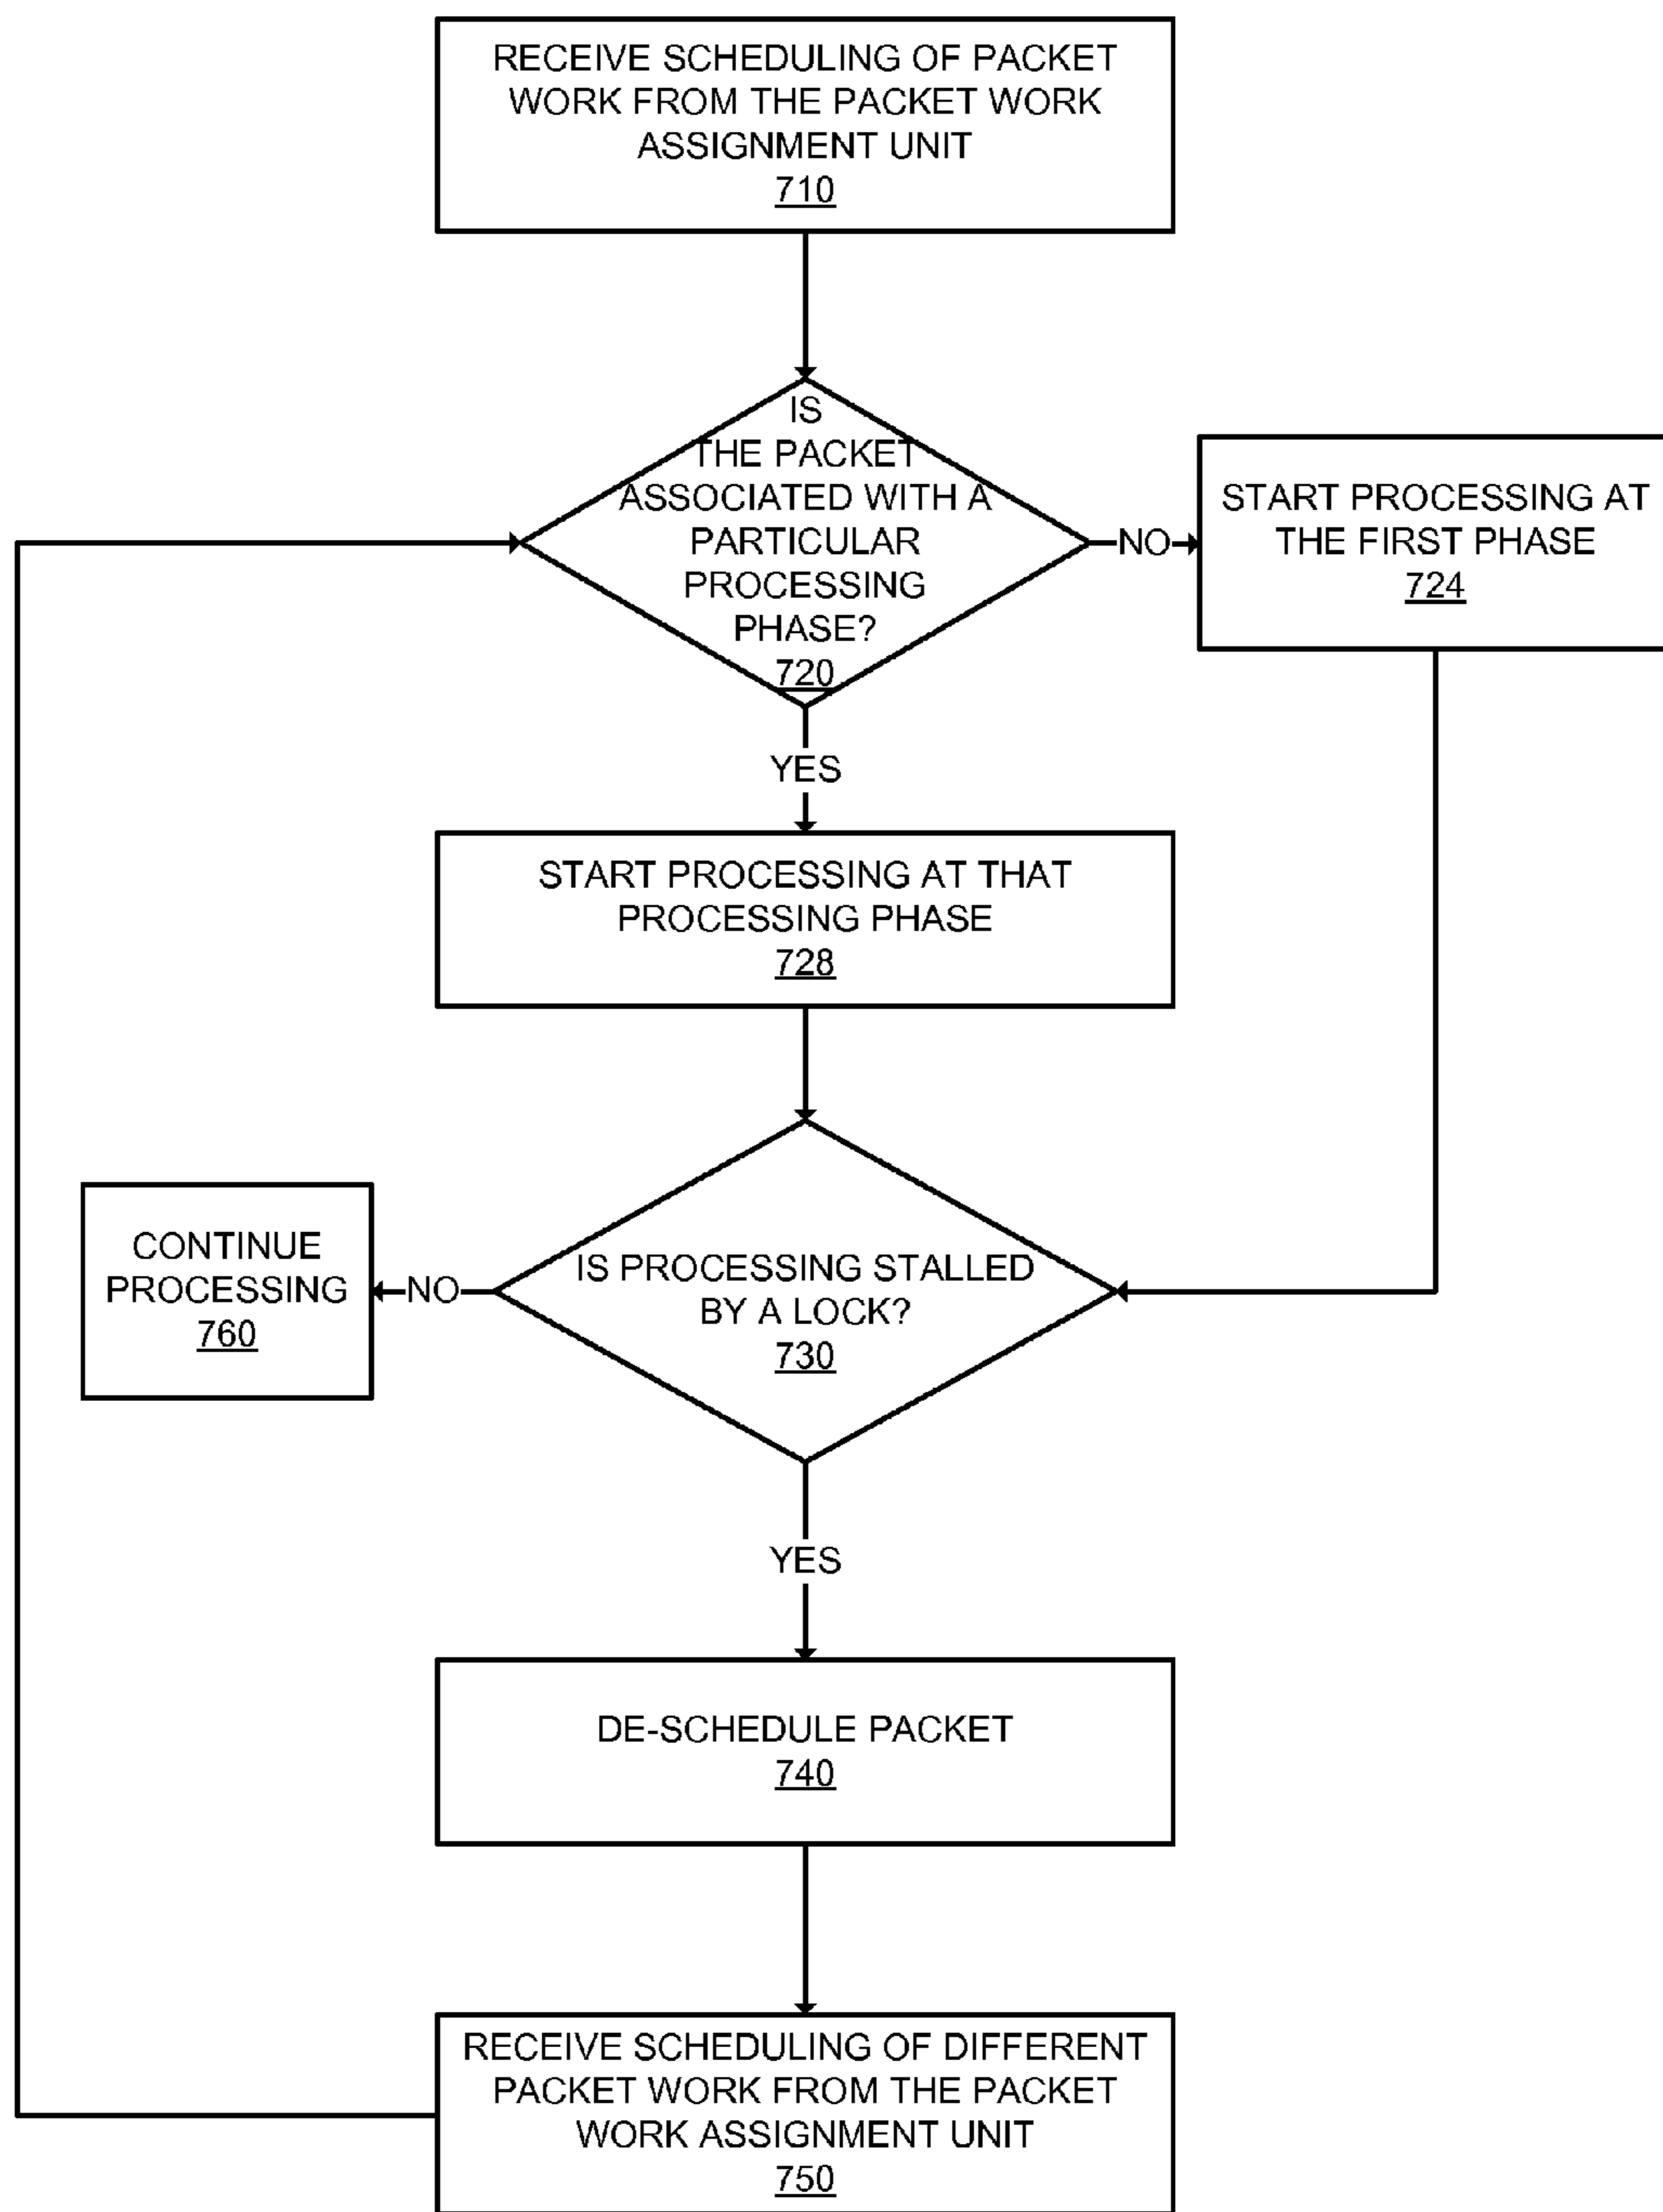 RECEIVE SCHEDULING OF PACKET
WORK FROM THE PACKET WORK
ASSIGNMENT UNIT
710
IS
THE PACKET
ASSOCIATED WITH A
PARTICULAR
PROCESSING
PHASE?
720
NO
START PROCESSING AT
THE FIRST PHASE
724
YES
START PROCESSING AT THAT
PROCESSING PHASE
728
IS PROCESSING STALLED
BY A LOCK?
730
NO
CONTINUE
PROCESSING
760
YES
DE-SCHEDULE PACKET
740
RECEIVE SCHEDULING OF DIFFERENT
PACKET WORK FROM THE PACKET
WORK ASSIGNMENT UNIT
750